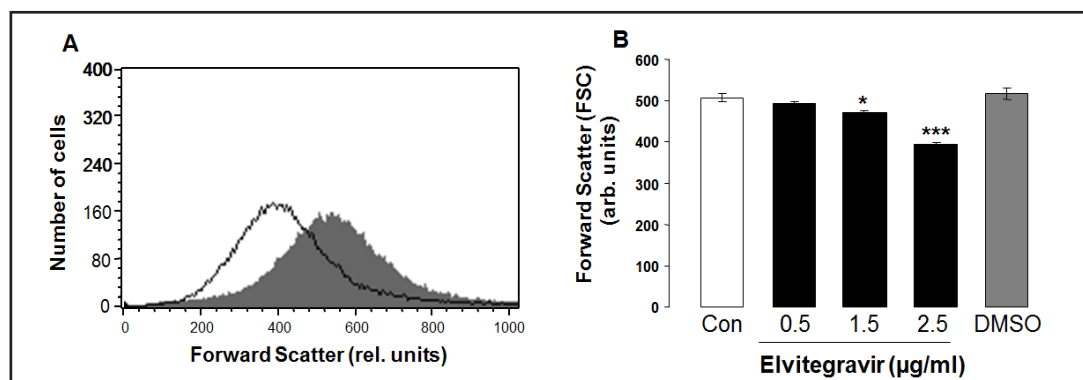 A
Number of cells
400
320
240
160
80
0
0 200 400 600 800 1000
Forward Scatter (rel. units)
B
Forward Scatter (FSC)
(arb. units)
600
500
400
300
200
100
0
*
***
Con 0.5 1.5 2.5 DMSO
Elvitegravir (µg/ml)